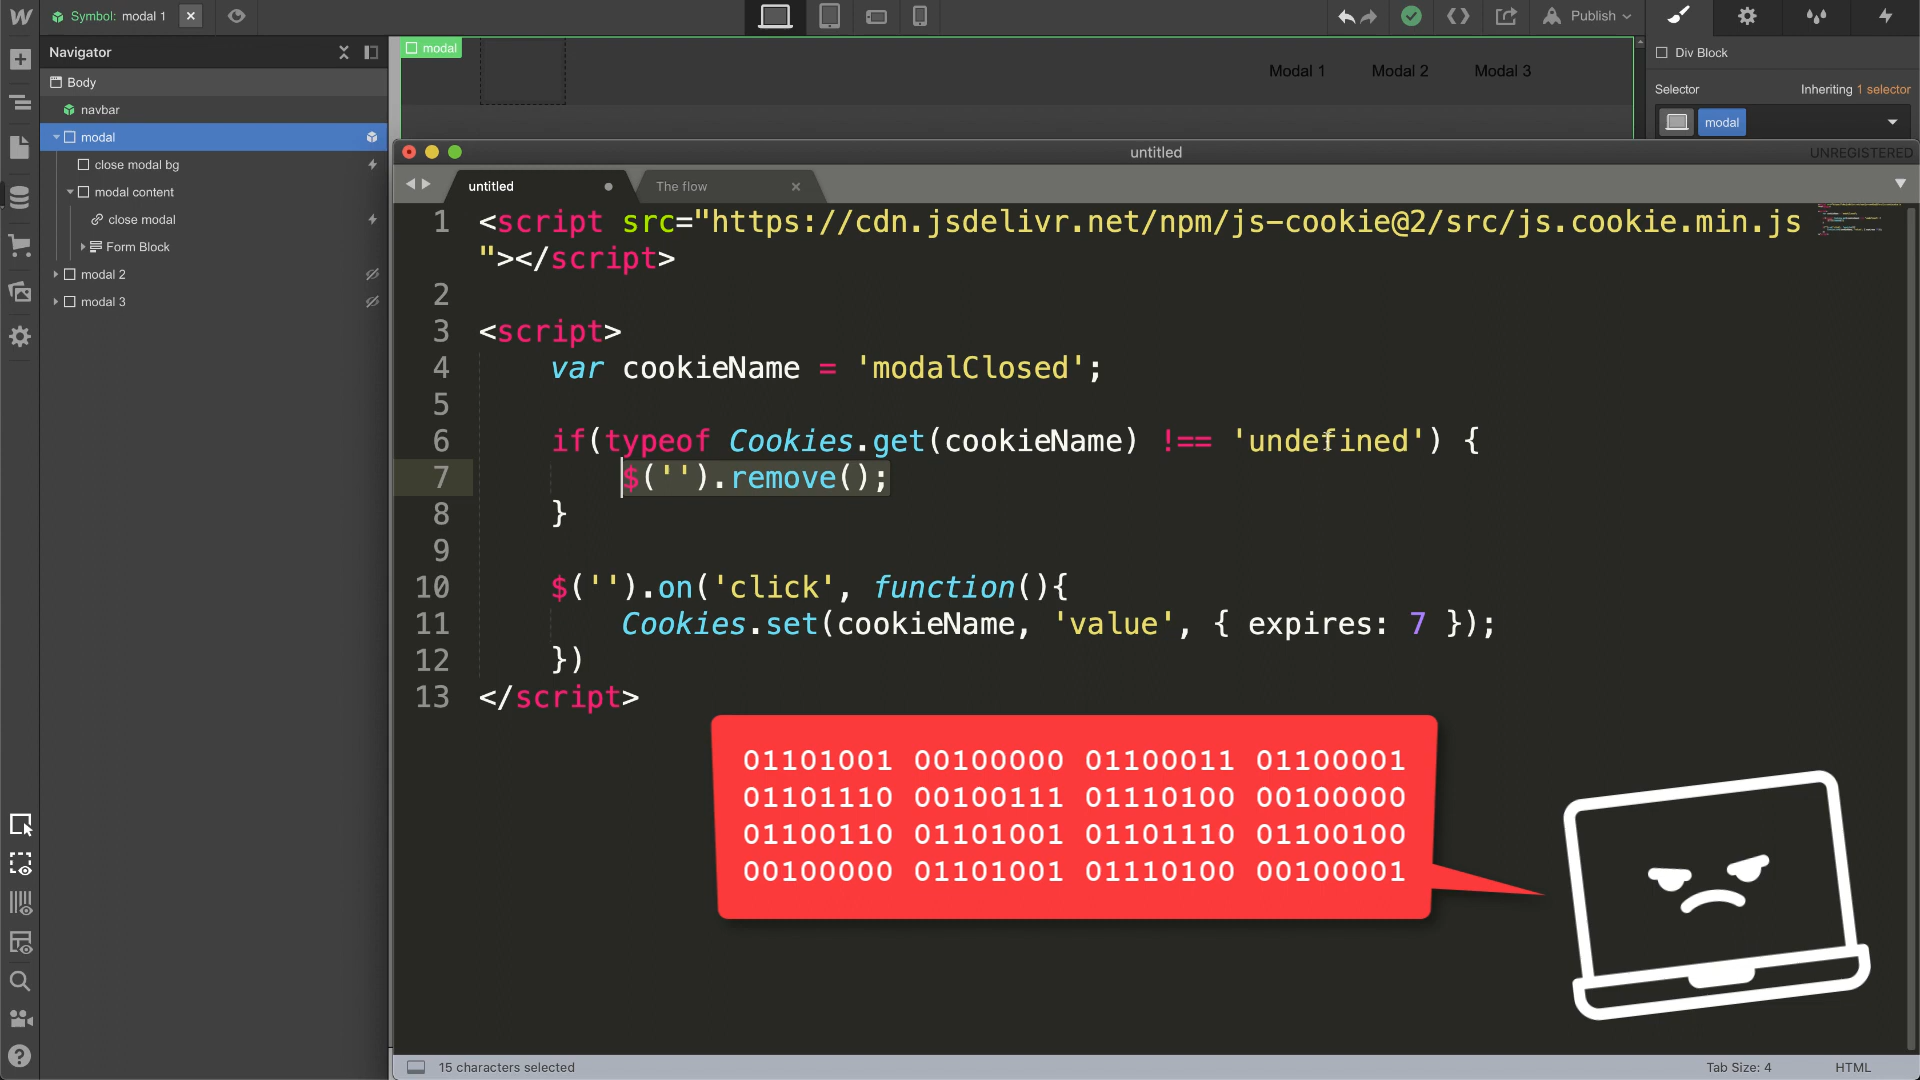 Symbol: modal 1
Publish
Navigator
Body
navbar
modal
close modal bg
modal content
close modal
Form Block
modal 2
modal 3
modal
Modal 1 Modal 2 Modal 3
Div Block
Selector
Inheriting 1 selector
modal
untitled
UNREGISTERED
untitled
The flow
1 <script src="https://cdn.jsdelivr.net/npm/js-cookie@2/src/js.cookie.min.js
"></script>
2
3 <script>
4 var cookieName = 'modalClosed';
5
6 if(typeof Cookies.get(cookieName) !== 'undefined') {
7 $('').remove();
8 }
9
10 $('').on('click', function(){
11 Cookies.set(cookieName, 'value', { expires: 7 });
12 })
13 </script>
01101001 00100000 01100011 01100001
01101110 00100111 01110100 00100000
01100110 01101001 01101110 01100100
00100000 01101001 01110100 00100001
15 characters selected
Tab Size: 4
HTML